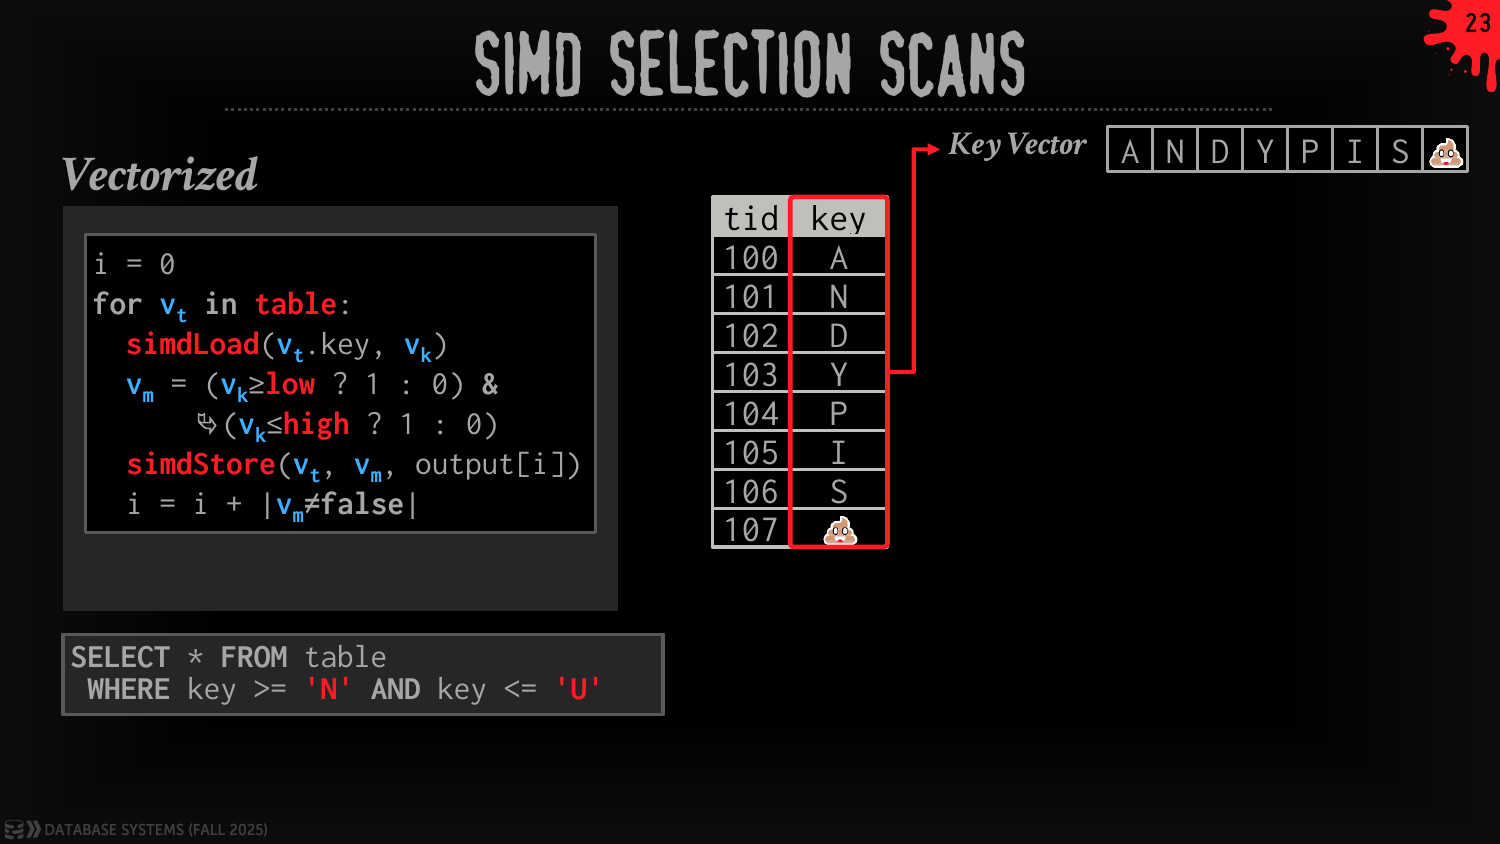 SIMD SELECTION SCANS
23
Vectorized
i = 0
for vt in table:
simdLoad(vt.key, vk)
vm = (vk≥low ? 1 : 0) &
⮱(vk≤high ? 1 : 0)
simdStore(vt, vm, output[i])
i = i + |vm≠false|
SELECT * FROM table
WHERE key >= 'N' AND key <= 'U'
tid key
100 A
101 N
102 D
103 Y
104 P
105 I
106 S
107 💩
Key Vector A N D Y P I S 💩
DATABASE SYSTEMS (FALL 2025)